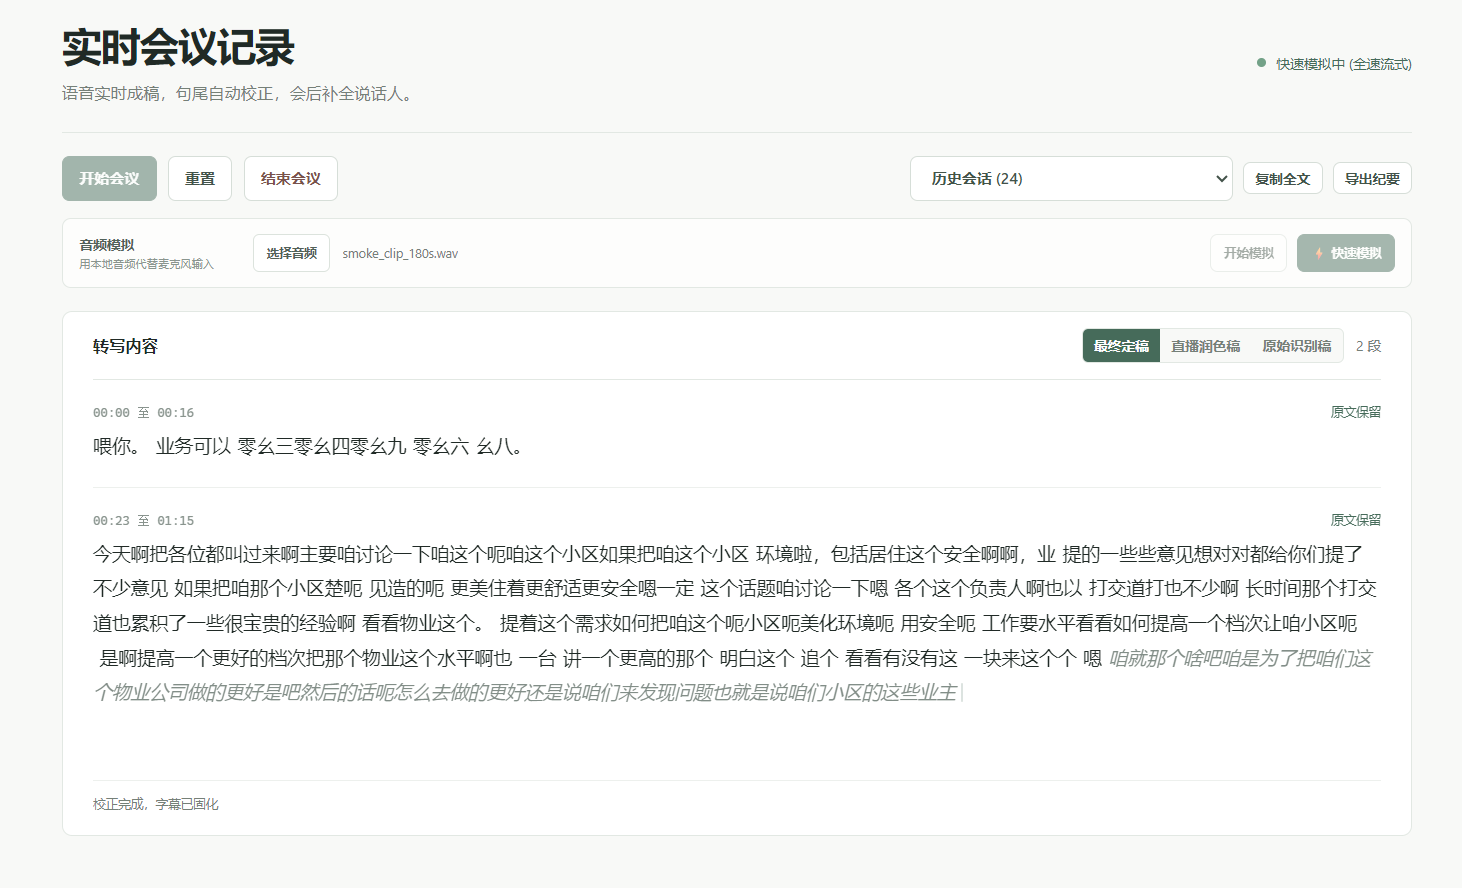 实时会议记录
快速模拟中 (全速流式)
语音实时成稿，句尾自动校正，会后补全说话人。
开始会议
重置
结束会议
历史会话 (24)
复制全文
导出纪要
音频模拟
用本地音频代替麦克风输入
选择音频
smoke_clip_180s.wav
开始模拟
快速模拟
转写内容
最终定稿
直播润色稿
原始识别稿
2 段
00:00 至 00:16
原文保留
喂你。 业务可以 零幺三零幺四零幺九 零幺六 幺八。
00:23 至 01:15
原文保留
今天啊把各位都叫过来啊主要咱讨论一下咱这个呃咱这个小区如果把咱这个小区 环境啦，包括居住这个安全啊啊，业 提的一些些意见想对对都给你们提了
不少意见 如果把咱那个小区楚呃 见造的呃 更美住着更舒适更安全嗯一定 这个话题咱讨论一下嗯 各个这个负责人啊也以 打交道打也不少啊 长时间那个打交
道也累积了一些很宝贵的经验啊 看看物业这个。 提着这个需求如何把咱这个呃小区呃美化环境呃 用安全呃 工作要水平看看如何提高一个档次让咱小区呃
是啊提高一个更好的档次把那个物业这个水平啊也 一台 讲一个更高的那个 明白这个 追个 看看有没有这 一块来这个个 嗯 咱就那个啥吧咱是为了把咱们这
个物业公司做的更好是吧然后的话呃怎么去做的更好还是说咱们来发现问题也就是说咱们小区的这些业主
校正完成，字幕已固化